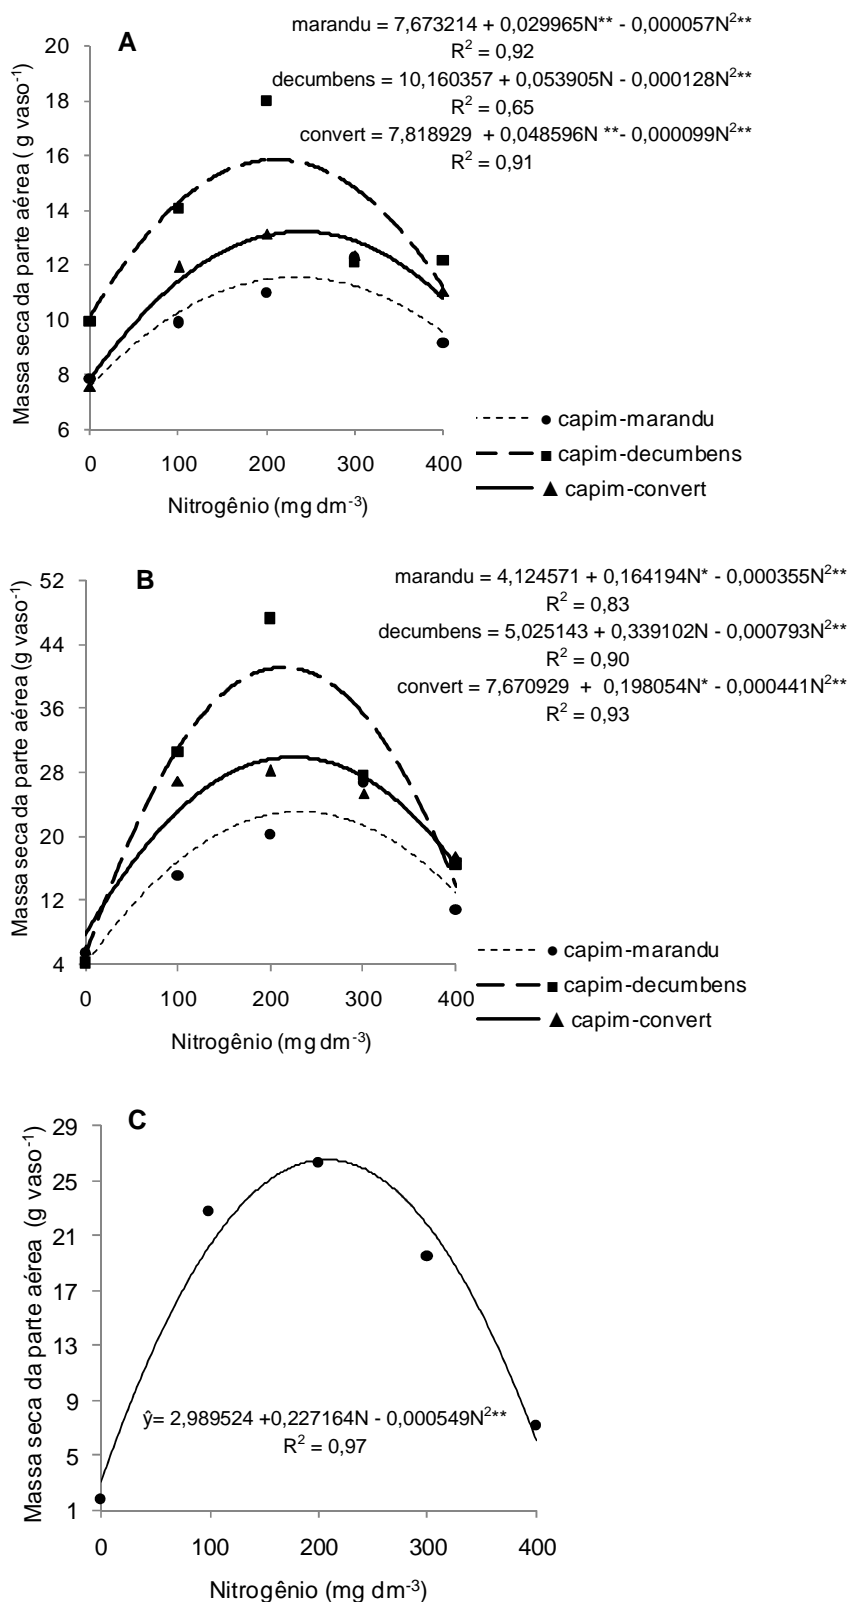 A
marandu = 7,673214 + 0,029965N** - 0,000057N²**
R² = 0,92
decumbens = 10,160357 + 0,053905N - 0,000128N²**
R² = 0,65
convert = 7,818929 + 0,048596N **- 0,000099N²**
R² = 0,91
Massa seca da parte aérea ( g vaso⁻¹)
20
18
16
14
12
10
8
6
0 100 200 300 400
Nitrogênio (mg dm⁻³)
capim-marandu
capim-decumbens
capim-convert
B
marandu = 4,124571 + 0,164194N* - 0,000355N²**
R² = 0,83
decumbens = 5,025143 + 0,339102N - 0,000793N²**
R² = 0,90
convert = 7,670929 + 0,198054N* - 0,000441N²**
R² = 0,93
Massa seca da parte aérea (g vaso⁻¹)
52
44
36
28
20
12
4
0 100 200 300 400
Nitrogênio (mg dm⁻³)
capim-marandu
capim-decumbens
capim-convert
C
Massa seca da parte aérea (g vaso⁻¹)
29
25
21
17
13
9
5
1
ŷ= 2,989524 +0,227164N - 0,000549N²**
R² = 0,97
0 100 200 300 400
Nitrogênio (mg dm⁻³)